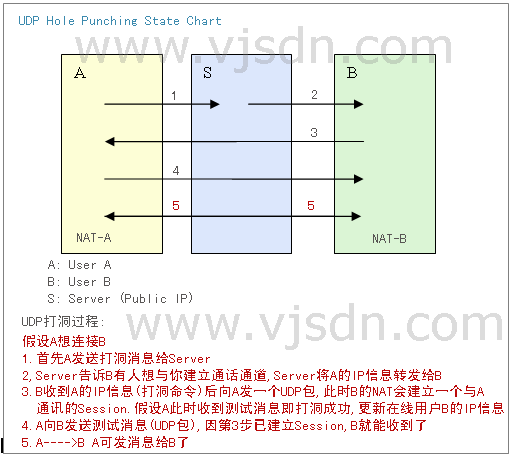 UDP Hole Punching State Chart
www.vjsdn.com
A S B
1 2
3
4
5 5
NAT-A NAT-B
A: User A
B: User B
S: Server (Public IP)
UDP打洞过程:
www.vjsdn.com
假设A想连接B
1. 首先A发送打洞消息给Server
2, Server告诉B有人想与你建立通话通道, Server将A的IP信息转发给B
3. B收到A的IP信息(打洞命令)后向A发一个UDP包, 此时B的NAT会建立一个与A
通讯的Session. 假设A此时收到测试消息即打洞成功, 更新在线用户B的IP信息
4. A向B发送测试消息(UDP包), 因第3步已建立Session, B就能收到了
5. A---->B A可发消息给B了